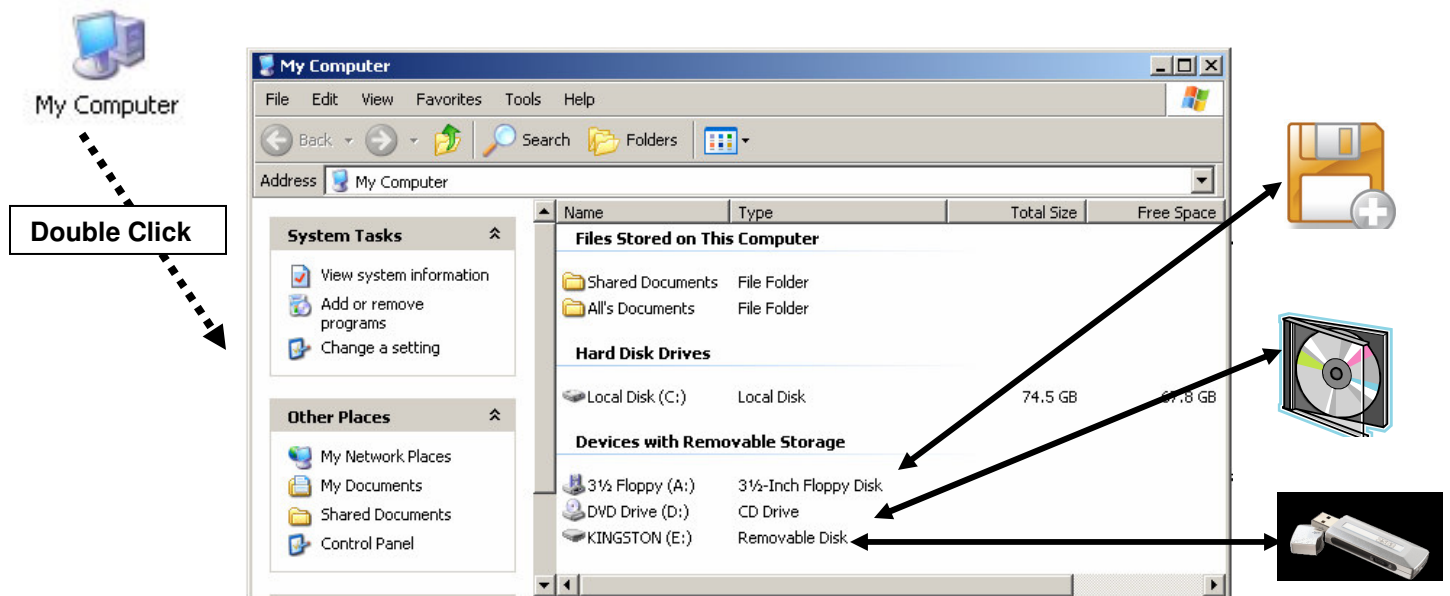 My Computer
Double Click
My Computer
File Edit View Favorites Tools Help
Back Search Folders
Address My Computer
System Tasks
View system information
Add or remove
programs
Change a setting
Other Places
My Network Places
My Documents
Shared Documents
Control Panel
Name Type Total Size Free Space
Files Stored on This Computer
Shared Documents File Folder
All's Documents File Folder
Hard Disk Drives
Local Disk (C:) Local Disk 74.5 GB 67.8 GB
Devices with Removable Storage
3½ Floppy (A:) 3½-Inch Floppy Disk
DVD Drive (D:) CD Drive
KINGSTON (E:) Removable Disk